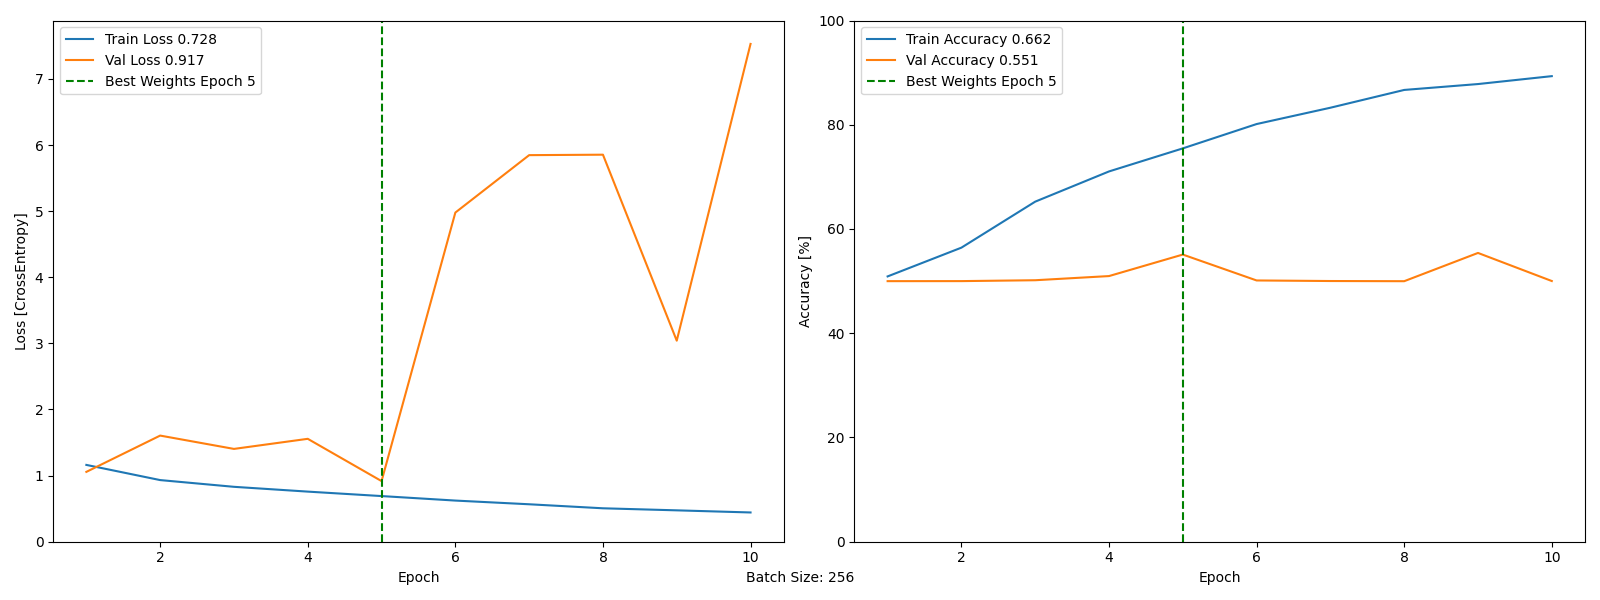 Train Loss 0.728
Val Loss 0.917
Best Weights Epoch 5
7
6
5
4
3
2
1
0
Loss [CrossEntropy]
2
4
6
8
10
Epoch
Train Accuracy 0.662
Val Accuracy 0.551
Best Weights Epoch 5
100
80
60
40
20
0
Accuracy [%]
2
4
6
8
10
Epoch
Batch Size: 256